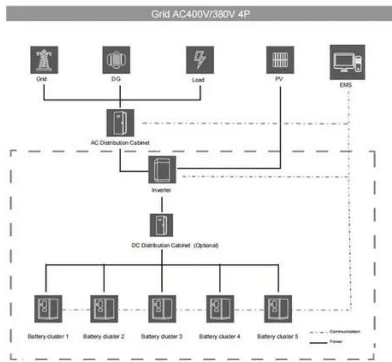 Grid AC400V/380V 4P
Grid
DG
Load
PV
EMS
AC Distribution Cabinet
Inverter
DC Distribution Cabinet (Optional)
Battery cluster 1
Battery cluster 2
Battery cluster 3
Battery cluster 4
Battery cluster 5
Communication
Power